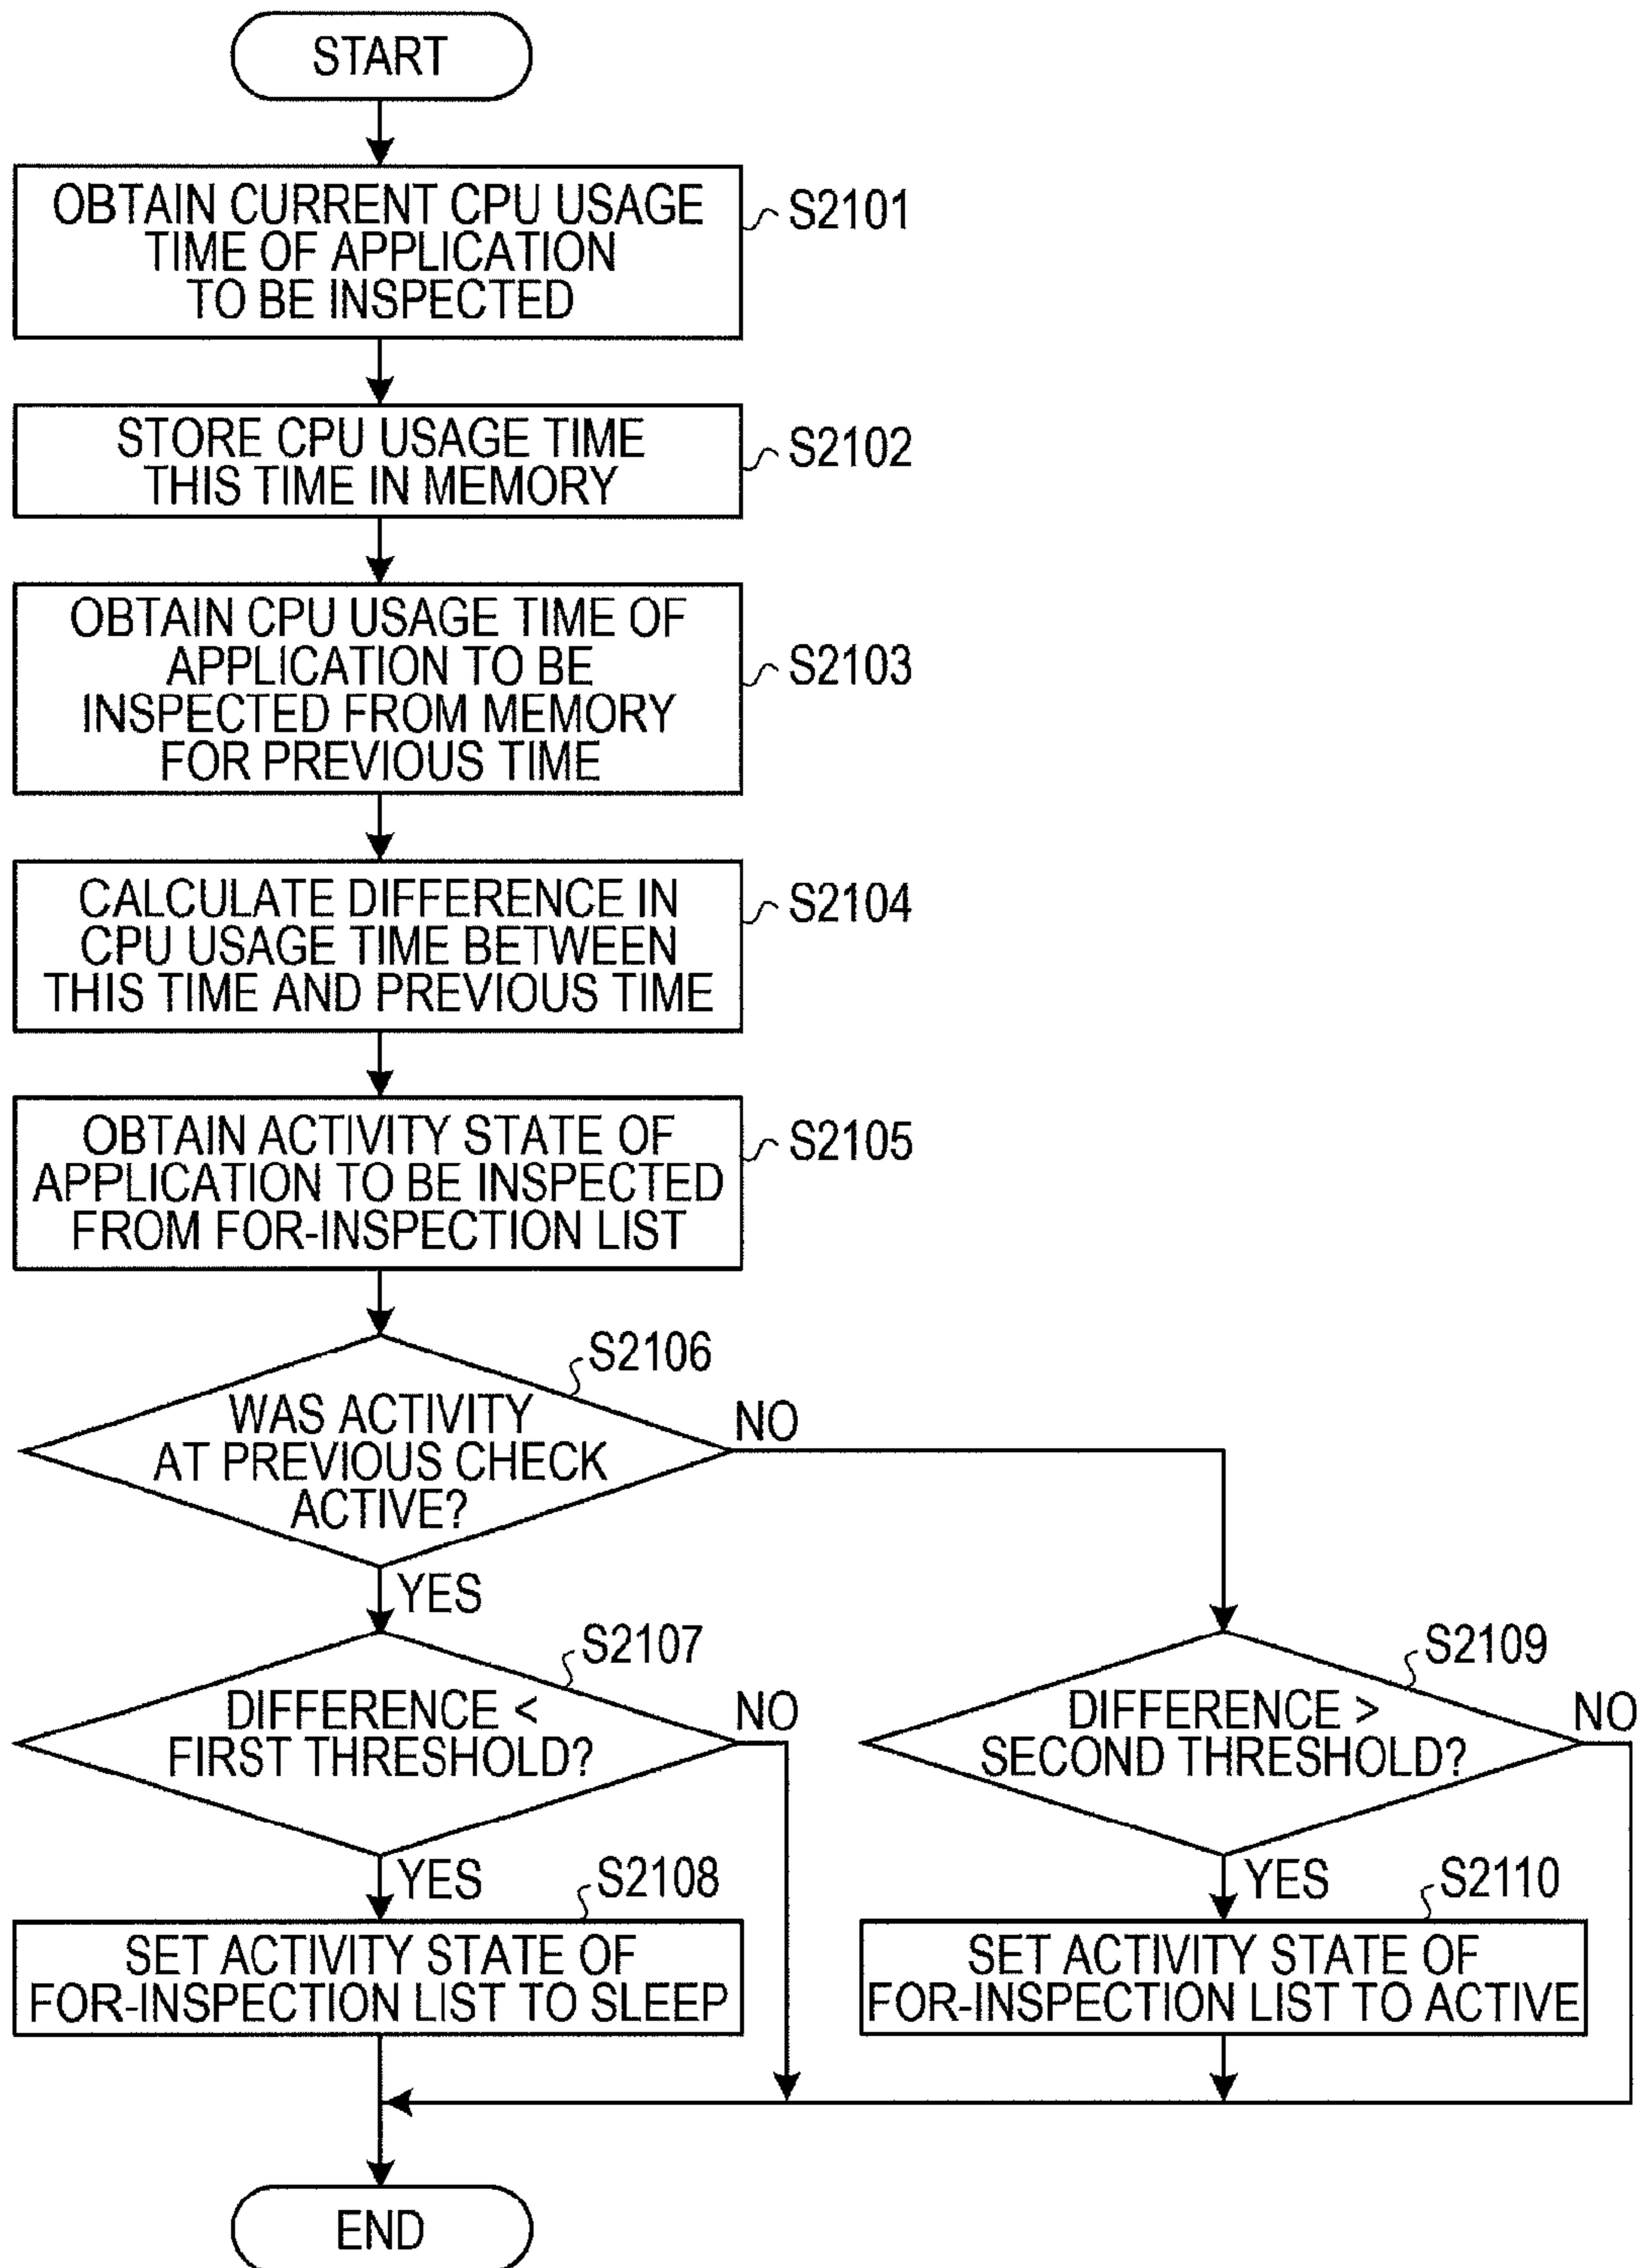 START
OBTAIN CURRENT CPU USAGE
TIME OF APPLICATION
TO BE INSPECTED
S2101
STORE CPU USAGE TIME
THIS TIME IN MEMORY
S2102
OBTAIN CPU USAGE TIME OF
APPLICATION TO BE
INSPECTED FROM MEMORY
FOR PREVIOUS TIME
S2103
CALCULATE DIFFERENCE IN
CPU USAGE TIME BETWEEN
THIS TIME AND PREVIOUS TIME
S2104
OBTAIN ACTIVITY STATE OF
APPLICATION TO BE INSPECTED
FROM FOR-INSPECTION LIST
S2105
S2106
WAS ACTIVITY
AT PREVIOUS CHECK
ACTIVE?
NO
YES
S2107
DIFFERENCE <
FIRST THRESHOLD?
NO
YES
S2108
SET ACTIVITY STATE OF
FOR-INSPECTION LIST TO SLEEP
S2109
DIFFERENCE >
SECOND THRESHOLD?
NO
YES
S2110
SET ACTIVITY STATE OF
FOR-INSPECTION LIST TO ACTIVE
END